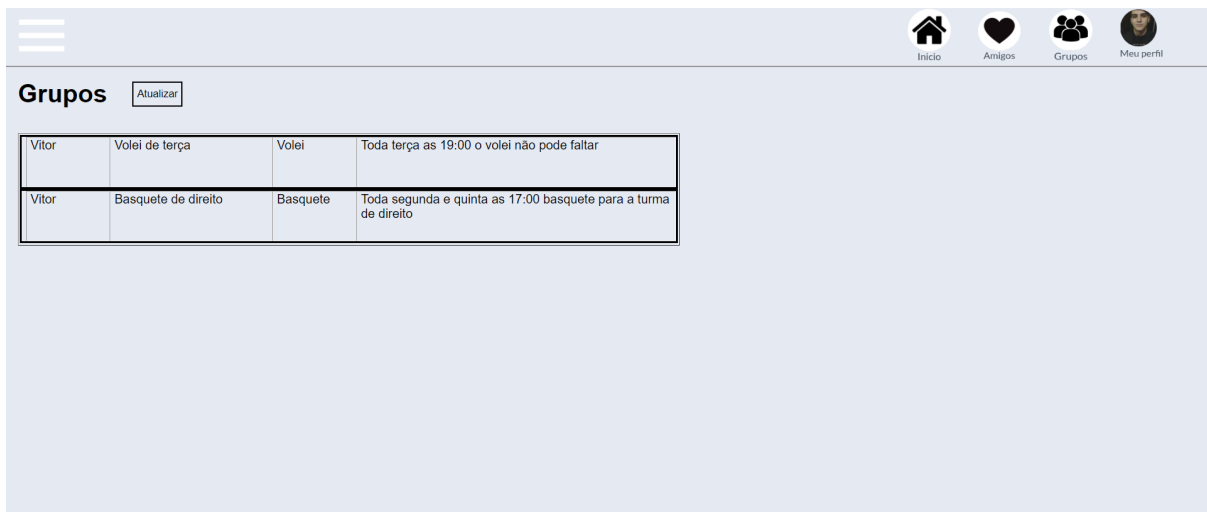 Inicio
Amigos
Grupos
Meu perfil
Grupos
Atualizar
Vitor
Volei de terça
Volei
Toda terça as 19:00 o volei não pode faltar
Vitor
Basquete de direito
Basquete
Toda segunda e quinta as 17:00 basquete para a turma
de direito